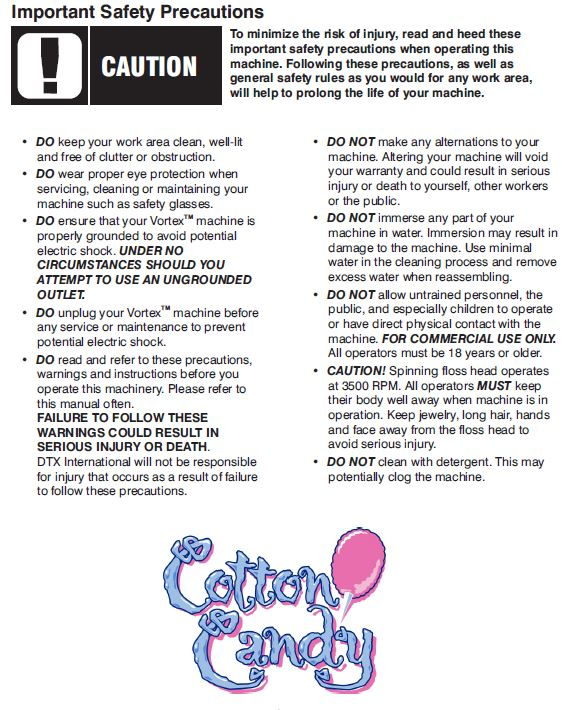 Important Safety Precautions
CAUTION
To minimize the risk of injury, read and heed these
important safety precautions when operating this
machine. Following these precautions, as well as
general safety rules as you would for any work area,
will help to prolong the life of your machine.
• DO keep your work area clean, well-lit
and free of clutter or obstruction.
• DO wear proper eye protection when
servicing, cleaning or maintaining your
machine such as safety glasses.
• DO ensure that your Vortex™ machine is
properly grounded to avoid potential
electric shock. UNDER NO
CIRCUMSTANCES SHOULD YOU
ATTEMPT TO USE AN UNGROUNDED
OUTLET.
• DO unplug your Vortex™ machine before
any service or maintenance to prevent
potential electric shock.
• DO read and refer to these precautions,
warnings and instructions before you
operate this machinery. Please refer to
this manual often.
FAILURE TO FOLLOW THESE
WARNINGS COULD RESULT IN
SERIOUS INJURY OR DEATH.
DTX International will not be responsible
for injury that occurs as a result of failure
to follow these precautions.
• DO NOT make any alternations to your
machine. Altering your machine will void
your warranty and could result in serious
injury or death to yourself, other workers
or the public.
• DO NOT immerse any part of your
machine in water. Immersion may result in
damage to the machine. Use minimal
water in the cleaning process and remove
excess water when reassembling.
• DO NOT allow untrained personnel, the
public, and especially children to operate
or have direct physical contact with the
machine. FOR COMMERCIAL USE ONLY.
All operators must be 18 years or older.
• CAUTION! Spinning floss head operates
at 3500 RPM. All operators MUST keep
their body well away when machine is in
operation. Keep jewelry, long hair, hands
and face away from the floss head to
avoid serious injury.
• DO NOT clean with detergent. This may
potentially clog the machine.
Cotton
Candy